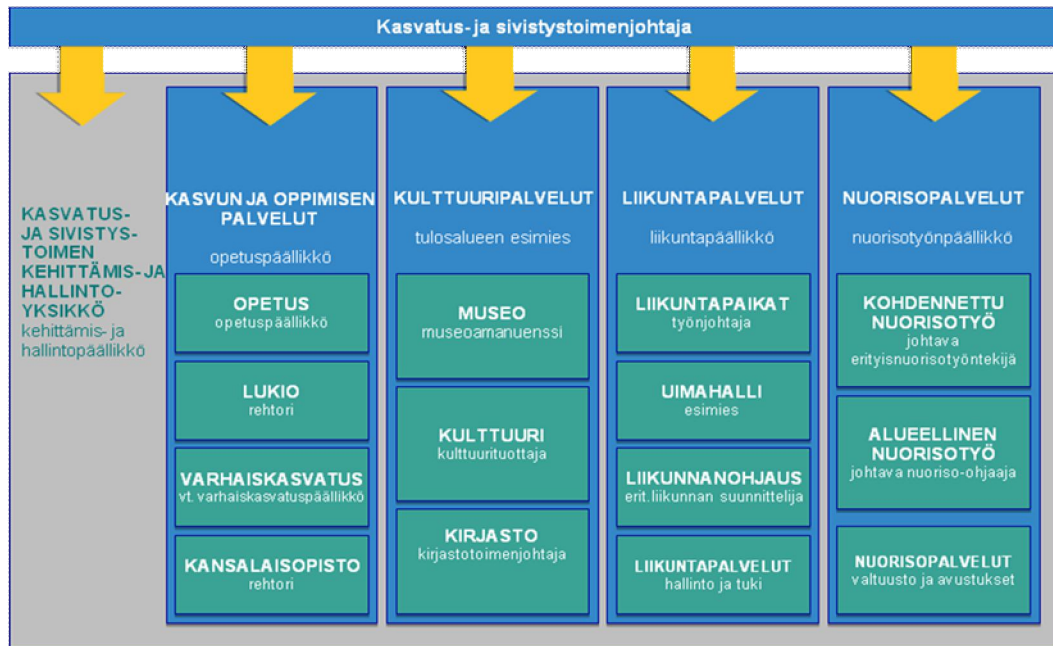 Kasvatus- ja sivistystoimenjohtaja
KASVATUS-
JA SIVISTYS-
TOIMEN
KEHITTÄMIS- JA
HALLINTO-
YKSIKKÖ
kehittämis- ja
hallintopäällikkö
KASVUN JA OPPIMISEN
PALVELUT
opetuspäällikkö
OPETUS
opetuspäällikkö
LUKIO
rehtori
VARHAISKASVATUS
vt. varhaiskasvatuspäällikkö
KANSALAISOPISTO
rehtori
KULTTUURIPALVELUT
tulosalueen esimies
MUSEO
museoamanuenssi
KULTTUURI
kulttuurituottaja
KIRJASTO
kirjastotoimenjohtaja
LIIKUNTAPALVELUT
liikuntapäällikkö
LIIKUNTAPAIKAT
työnjohtaja
UIMAHALLI
esimies
LIIKUNNANOHJAUS
erit.liikunnan suunnittelija
LIIKUNTAPALVELUT
hallinto ja tuki
NUORISOPALVELUT
nuorisotyönpäällikkö
KOHDENNETTU
NUORISOTYÖ
johtava
erityisnuorisotyöntekijä
ALUEELLINEN
NUORISOTYÖ
johtava nuoriso-ohjaaja
NUORISOPALVELUT
valtuusto ja avustukset